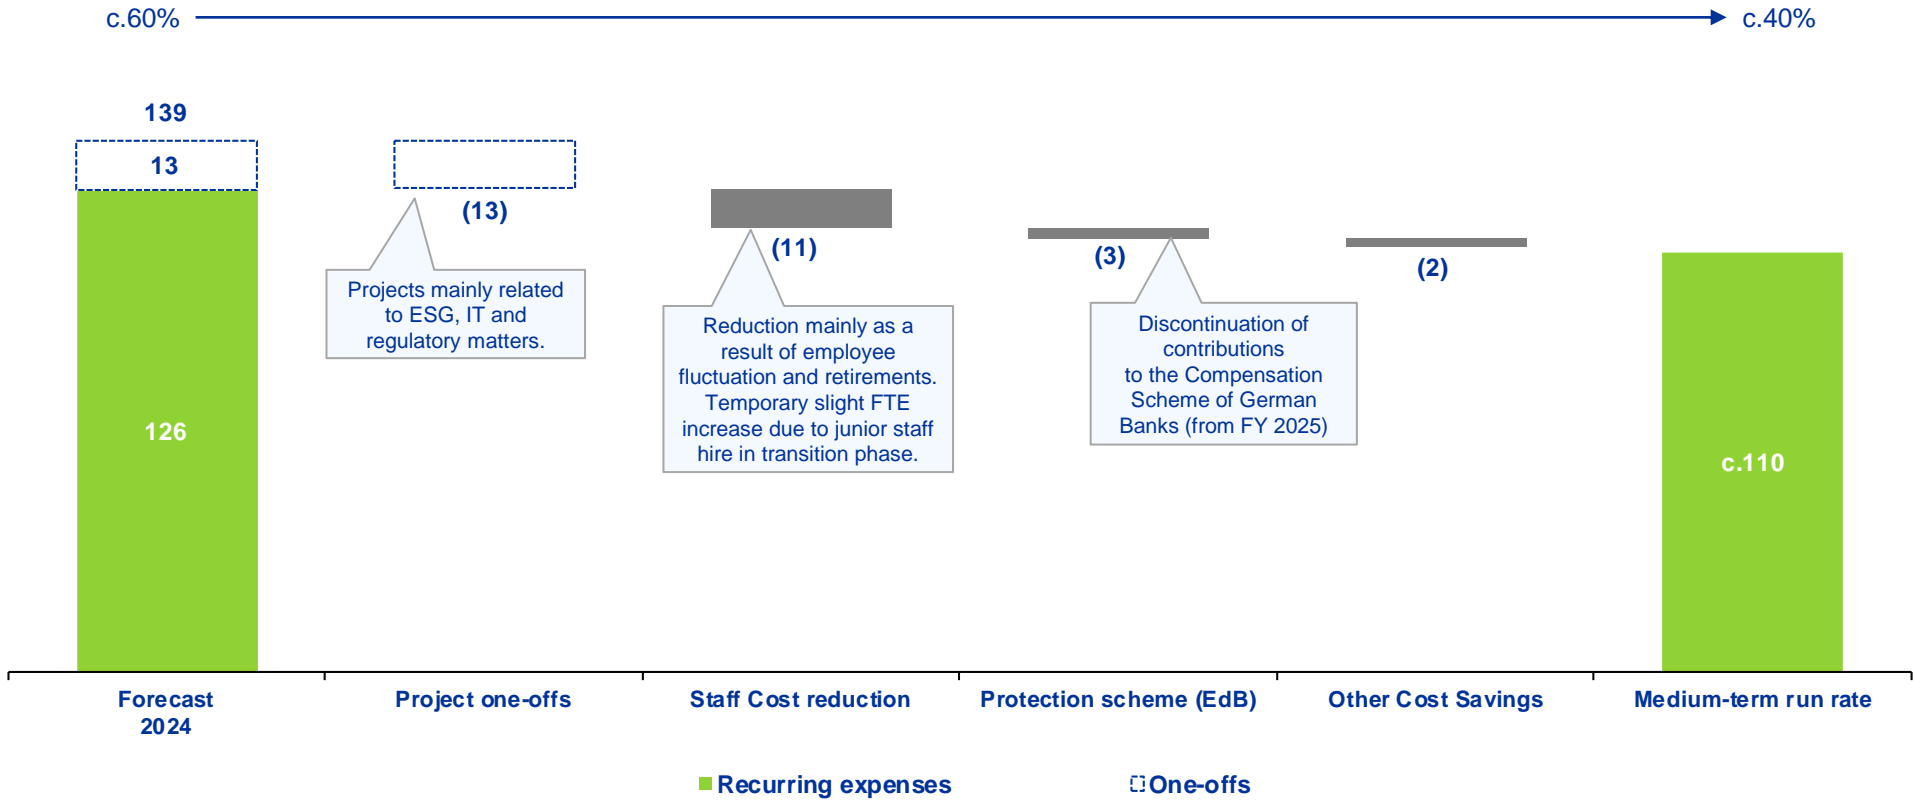 c.60%
c.40%
139
13
126
(13)
Projects mainly related
to ESG, IT and
regulatory matters.
(11)
Reduction mainly as a
result of employee
fluctuation and retirements.
Temporary slight FTE
increase due to junior staff
hire in transition phase.
(3)
Discontinuation of
contributions
to the Compensation
Scheme of German
Banks (from FY 2025)
(2)
c.110
Forecast
2024
Project one-offs
Staff Cost reduction
Protection scheme (EdB)
Other Cost Savings
Medium-term run rate
Recurring expenses
One-offs